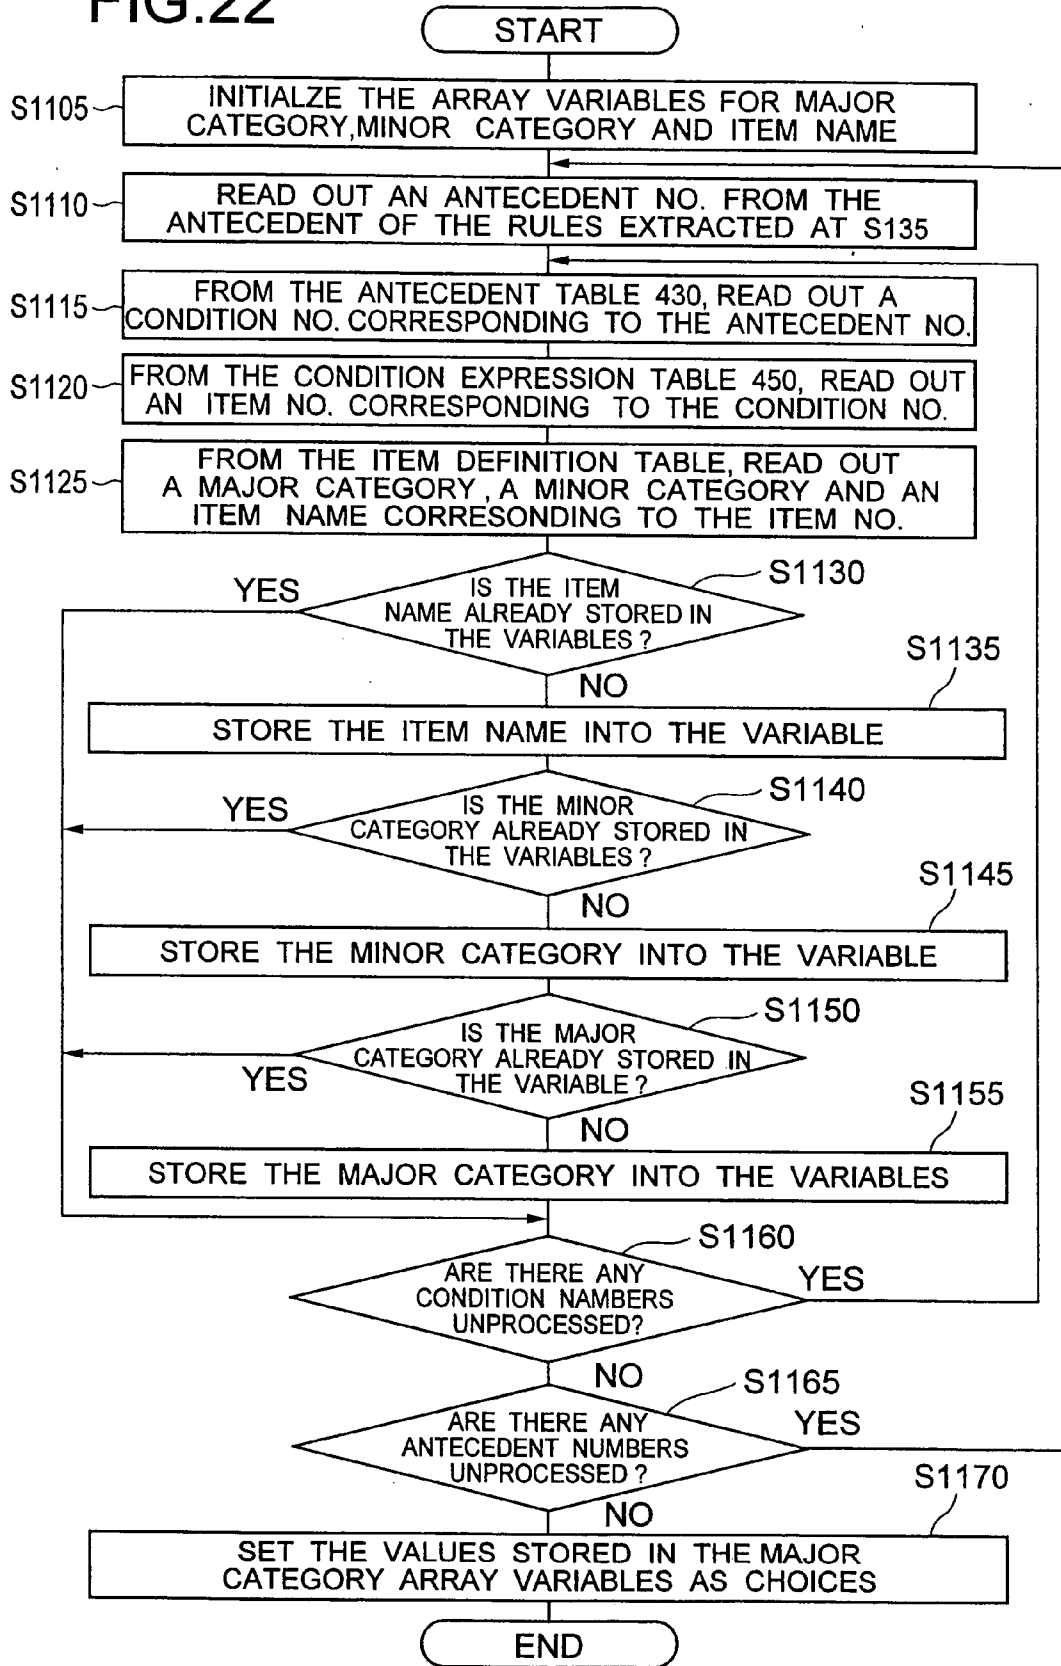 FIG.22
START
S1105
INITIALZE THE ARRAY VARIABLES FOR MAJOR
CATEGORY,MINOR CATEGORY AND ITEM NAME
S1110
READ OUT AN ANTECEDENT NO. FROM THE
ANTECEDENT OF THE RULES EXTRACTED AT S135
S1115
FROM THE ANTECEDENT TABLE 430, READ OUT A
CONDITION NO. CORRESPONDING TO THE ANTECEDENT NO.
S1120
FROM THE CONDITION EXPRESSION TABLE 450, READ OUT
AN ITEM NO. CORRESPONDING TO THE CONDITION NO.
S1125
FROM THE ITEM DEFINITION TABLE, READ OUT
A MAJOR CATEGORY, A MINOR CATEGORY AND AN
ITEM NAME CORRESONDING TO THE ITEM NO.
S1130
YES
IS THE ITEM
NAME ALREADY STORED IN
THE VARIABLES?
NO
S1135
STORE THE ITEM NAME INTO THE VARIABLE
S1140
YES
IS THE MINOR
CATEGORY ALREADY STORED IN
THE VARIABLES?
NO
S1145
STORE THE MINOR CATEGORY INTO THE VARIABLE
S1150
IS THE MAJOR
CATEGORY ALREADY STORED IN
THE VARIABLE?
YES
NO
S1155
STORE THE MAJOR CATEGORY INTO THE VARIABLES
S1160
ARE THERE ANY
CONDITION NAMBERS
UNPROCESSED?
YES
NO
S1165
ARE THERE ANY
ANTECEDENT NUMBERS
UNPROCESSED?
YES
NO
S1170
SET THE VALUES STORED IN THE MAJOR
CATEGORY ARRAY VARIABLES AS CHOICES
END